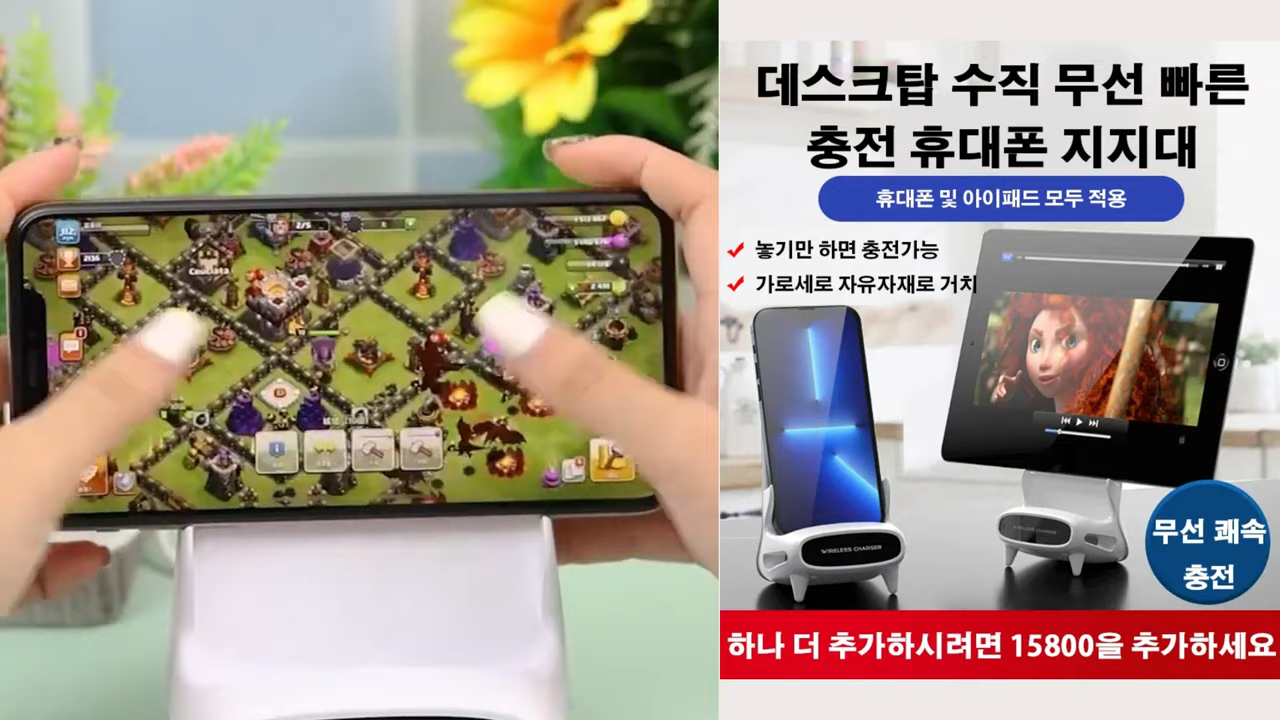 2/5
데스크탑 수직 무선 빠른
충전 휴대폰 지지대
휴대폰 및 아이패드 모두 적용
놓기만 하면 충전가능
가로세로 자유자재로 거치
WIRELESS CHARGER
WIRELESS CHARGER
무선 쾌속
충전
하나 더 추가하시려면 15800을 추가하세요